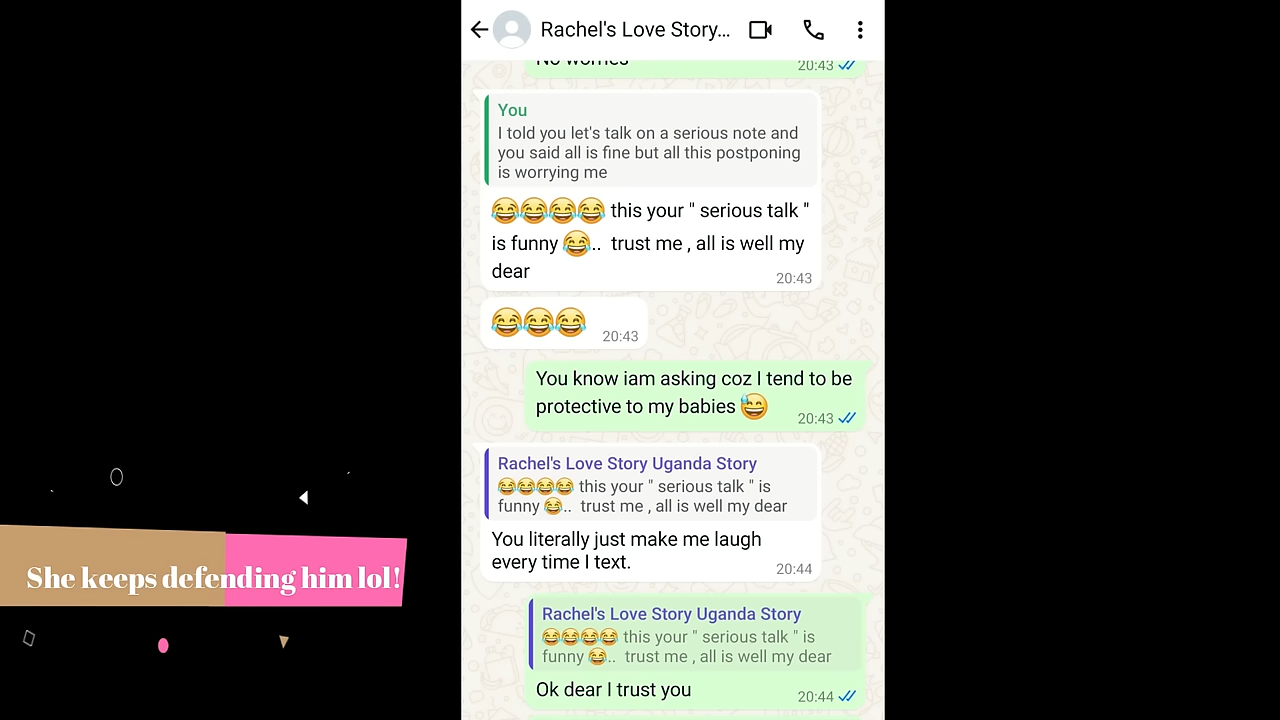 Rachel's Love Story...
No worries
20:43
You
I told you let's talk on a serious note and
you said all is fine but all this postponing
is worrying me
😂😂😂😂 this your " serious talk "
is funny 😂.. trust me , all is well my
dear
20:43
😂😂😂
20:43
You know iam asking coz I tend to be
protective to my babies 😅
20:43
Rachel's Love Story Uganda Story
😂😂😂😂 this your " serious talk " is
funny 😂.. trust me , all is well my dear
You literally just make me laugh
every time I text.
20:44
Rachel's Love Story Uganda Story
😂😂😂😂 this your " serious talk " is
funny 😂.. trust me , all is well my dear
Ok dear I trust you
20:44
She keeps defending him lol!